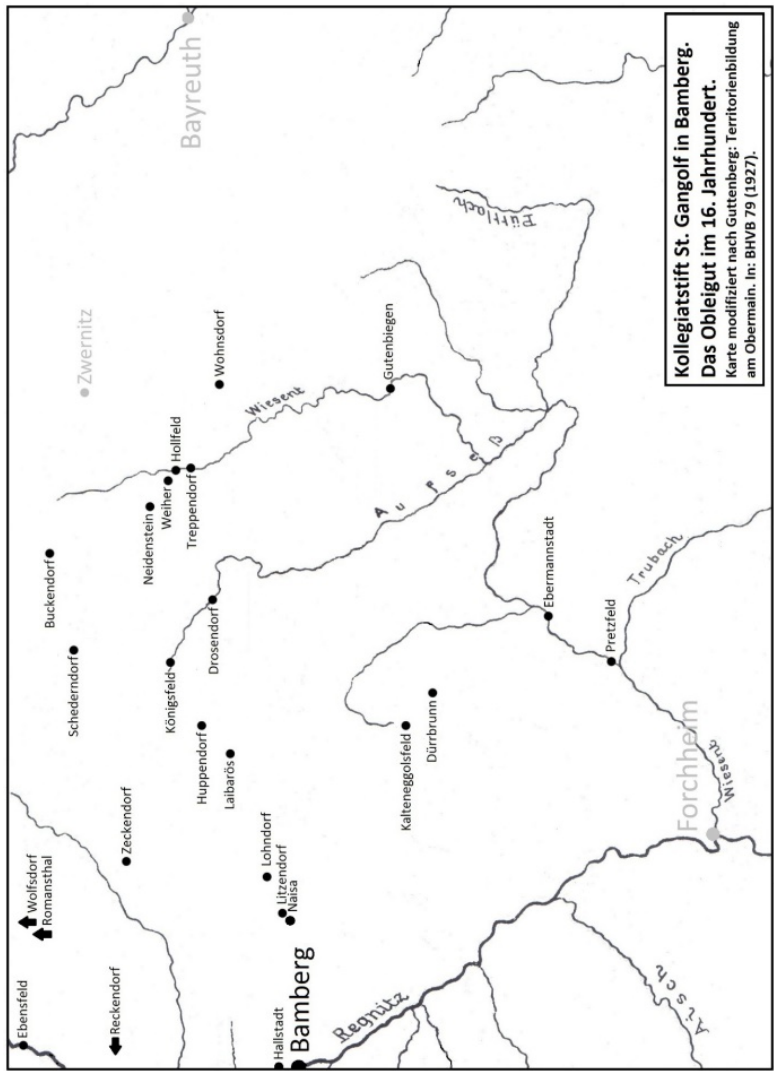 Ebensfeld
Wolfsdorf
Romansthal
Buckendorf
Schederndorf
Zwernitz
Reckendorf
Zeckendorf
Neidenstein
Weiher
Königsfeld
Hollfeld
Treppendorf
Bayreuth
Huppendorf
Drosendorf
Wohnsdorf
Laibarös
Lohndorf
Wiesent
Hallstadt
Litzendorf
Naisa
Bamberg
Regnitz
Gutenbiegen
Kalteneggolsfeld
Dürrbrunn
Aufseß
Püttlach
Ebermannstadt
Pretzfeld
Trubach
Aisch
Forchheim
Wiesent
Kollegiatstift St. Gangolf in Bamberg.
Das Obleigut im 16. Jahrhundert.
Karte modifiziert nach Guttenberg: Territorienbildung
am Obermain. In: BHVB 79 (1927).